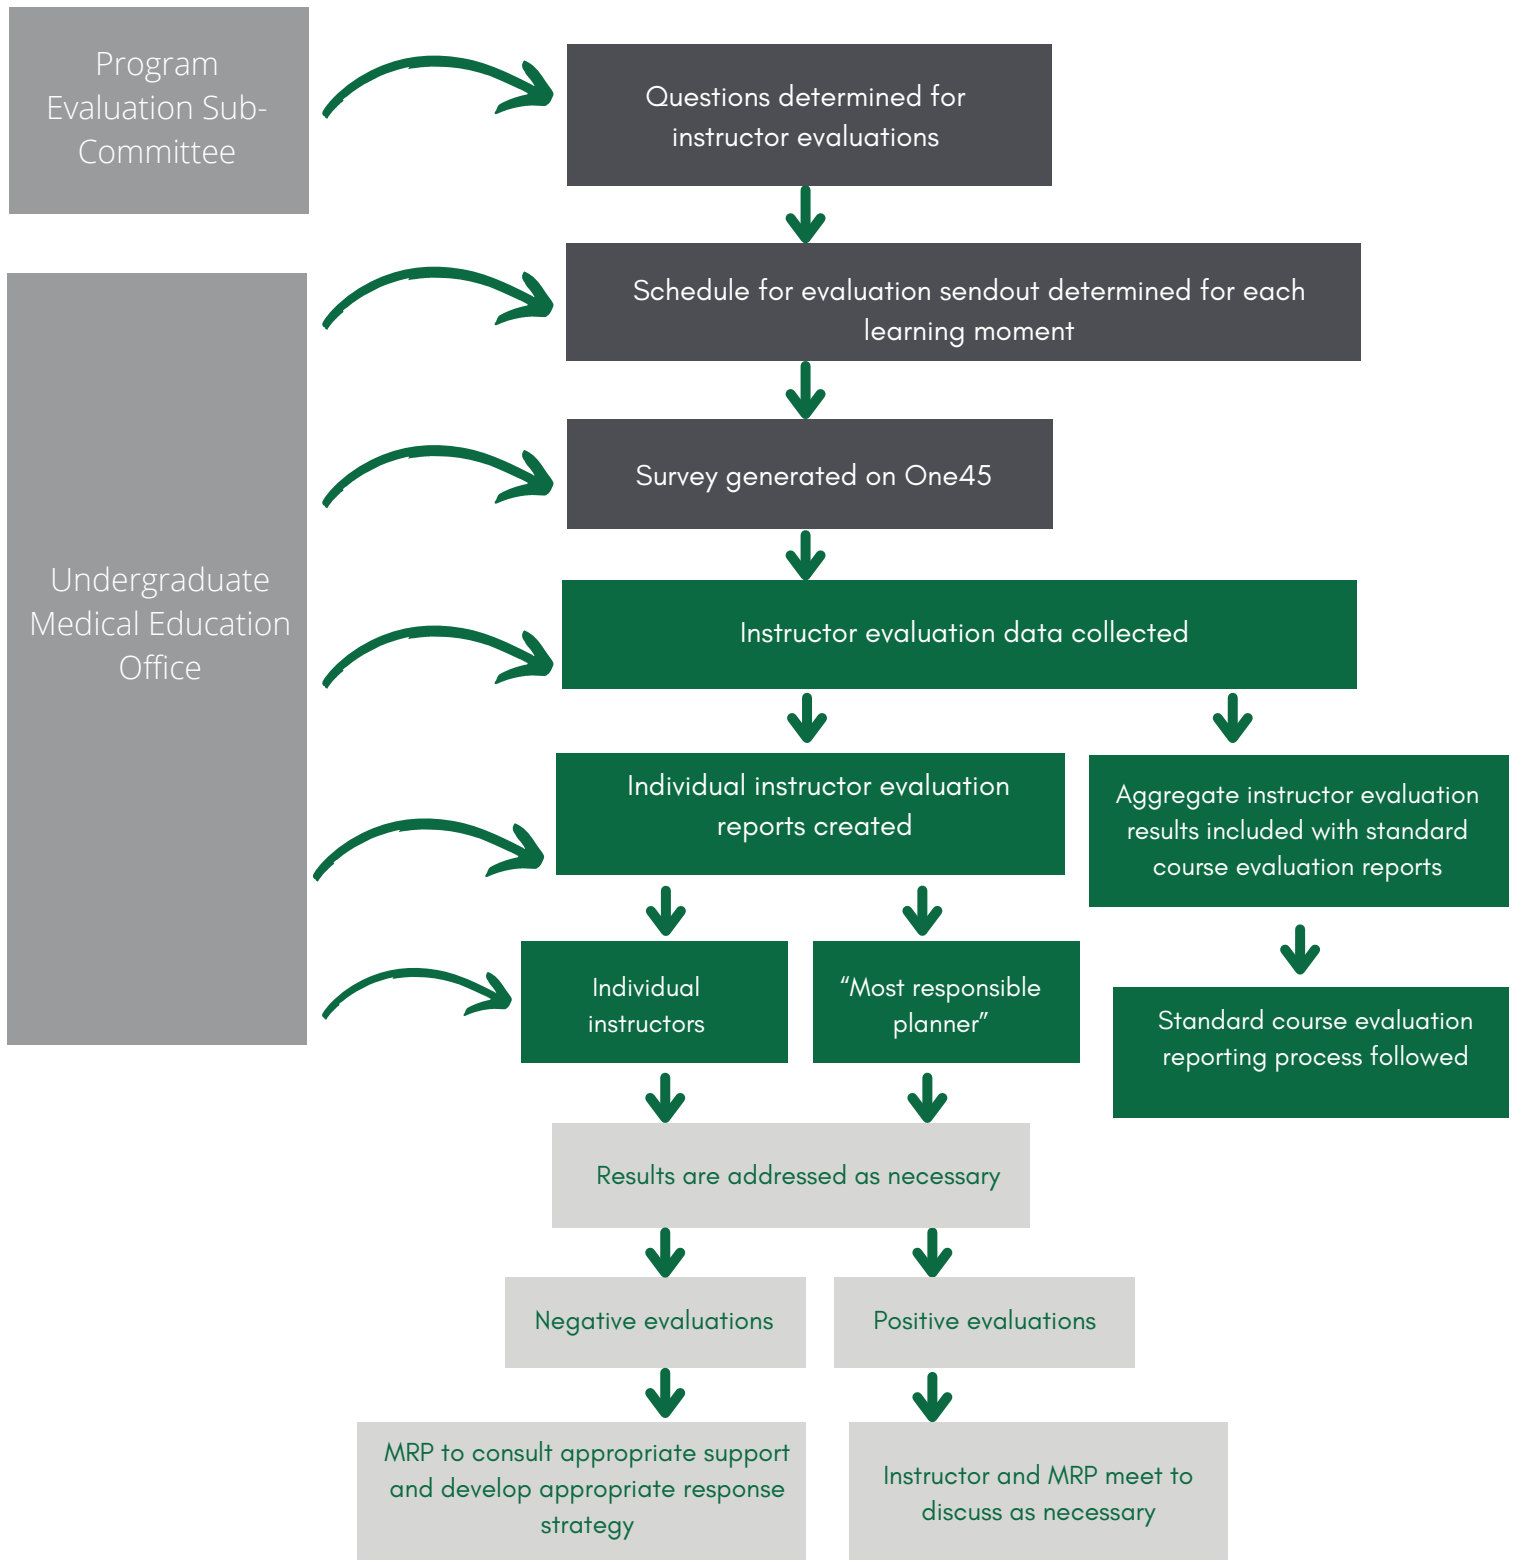 Program
Evaluation Sub-
Committee
Questions determined for
instructor evaluations
Schedule for evaluation sendout determined for each
learning moment
Survey generated on One45
Undergraduate
Medical Education
Office
Instructor evaluation data collected
Individual instructor evaluation
reports created
Aggregate instructor evaluation
results included with standard
course evaluation reports
Individual
instructors
“Most responsible
planner”
Standard course evaluation
reporting process followed
Results are addressed as necessary
Negative evaluations
Positive evaluations
MRP to consult appropriate support
and develop appropriate response
strategy
Instructor and MRP meet to
discuss as necessary